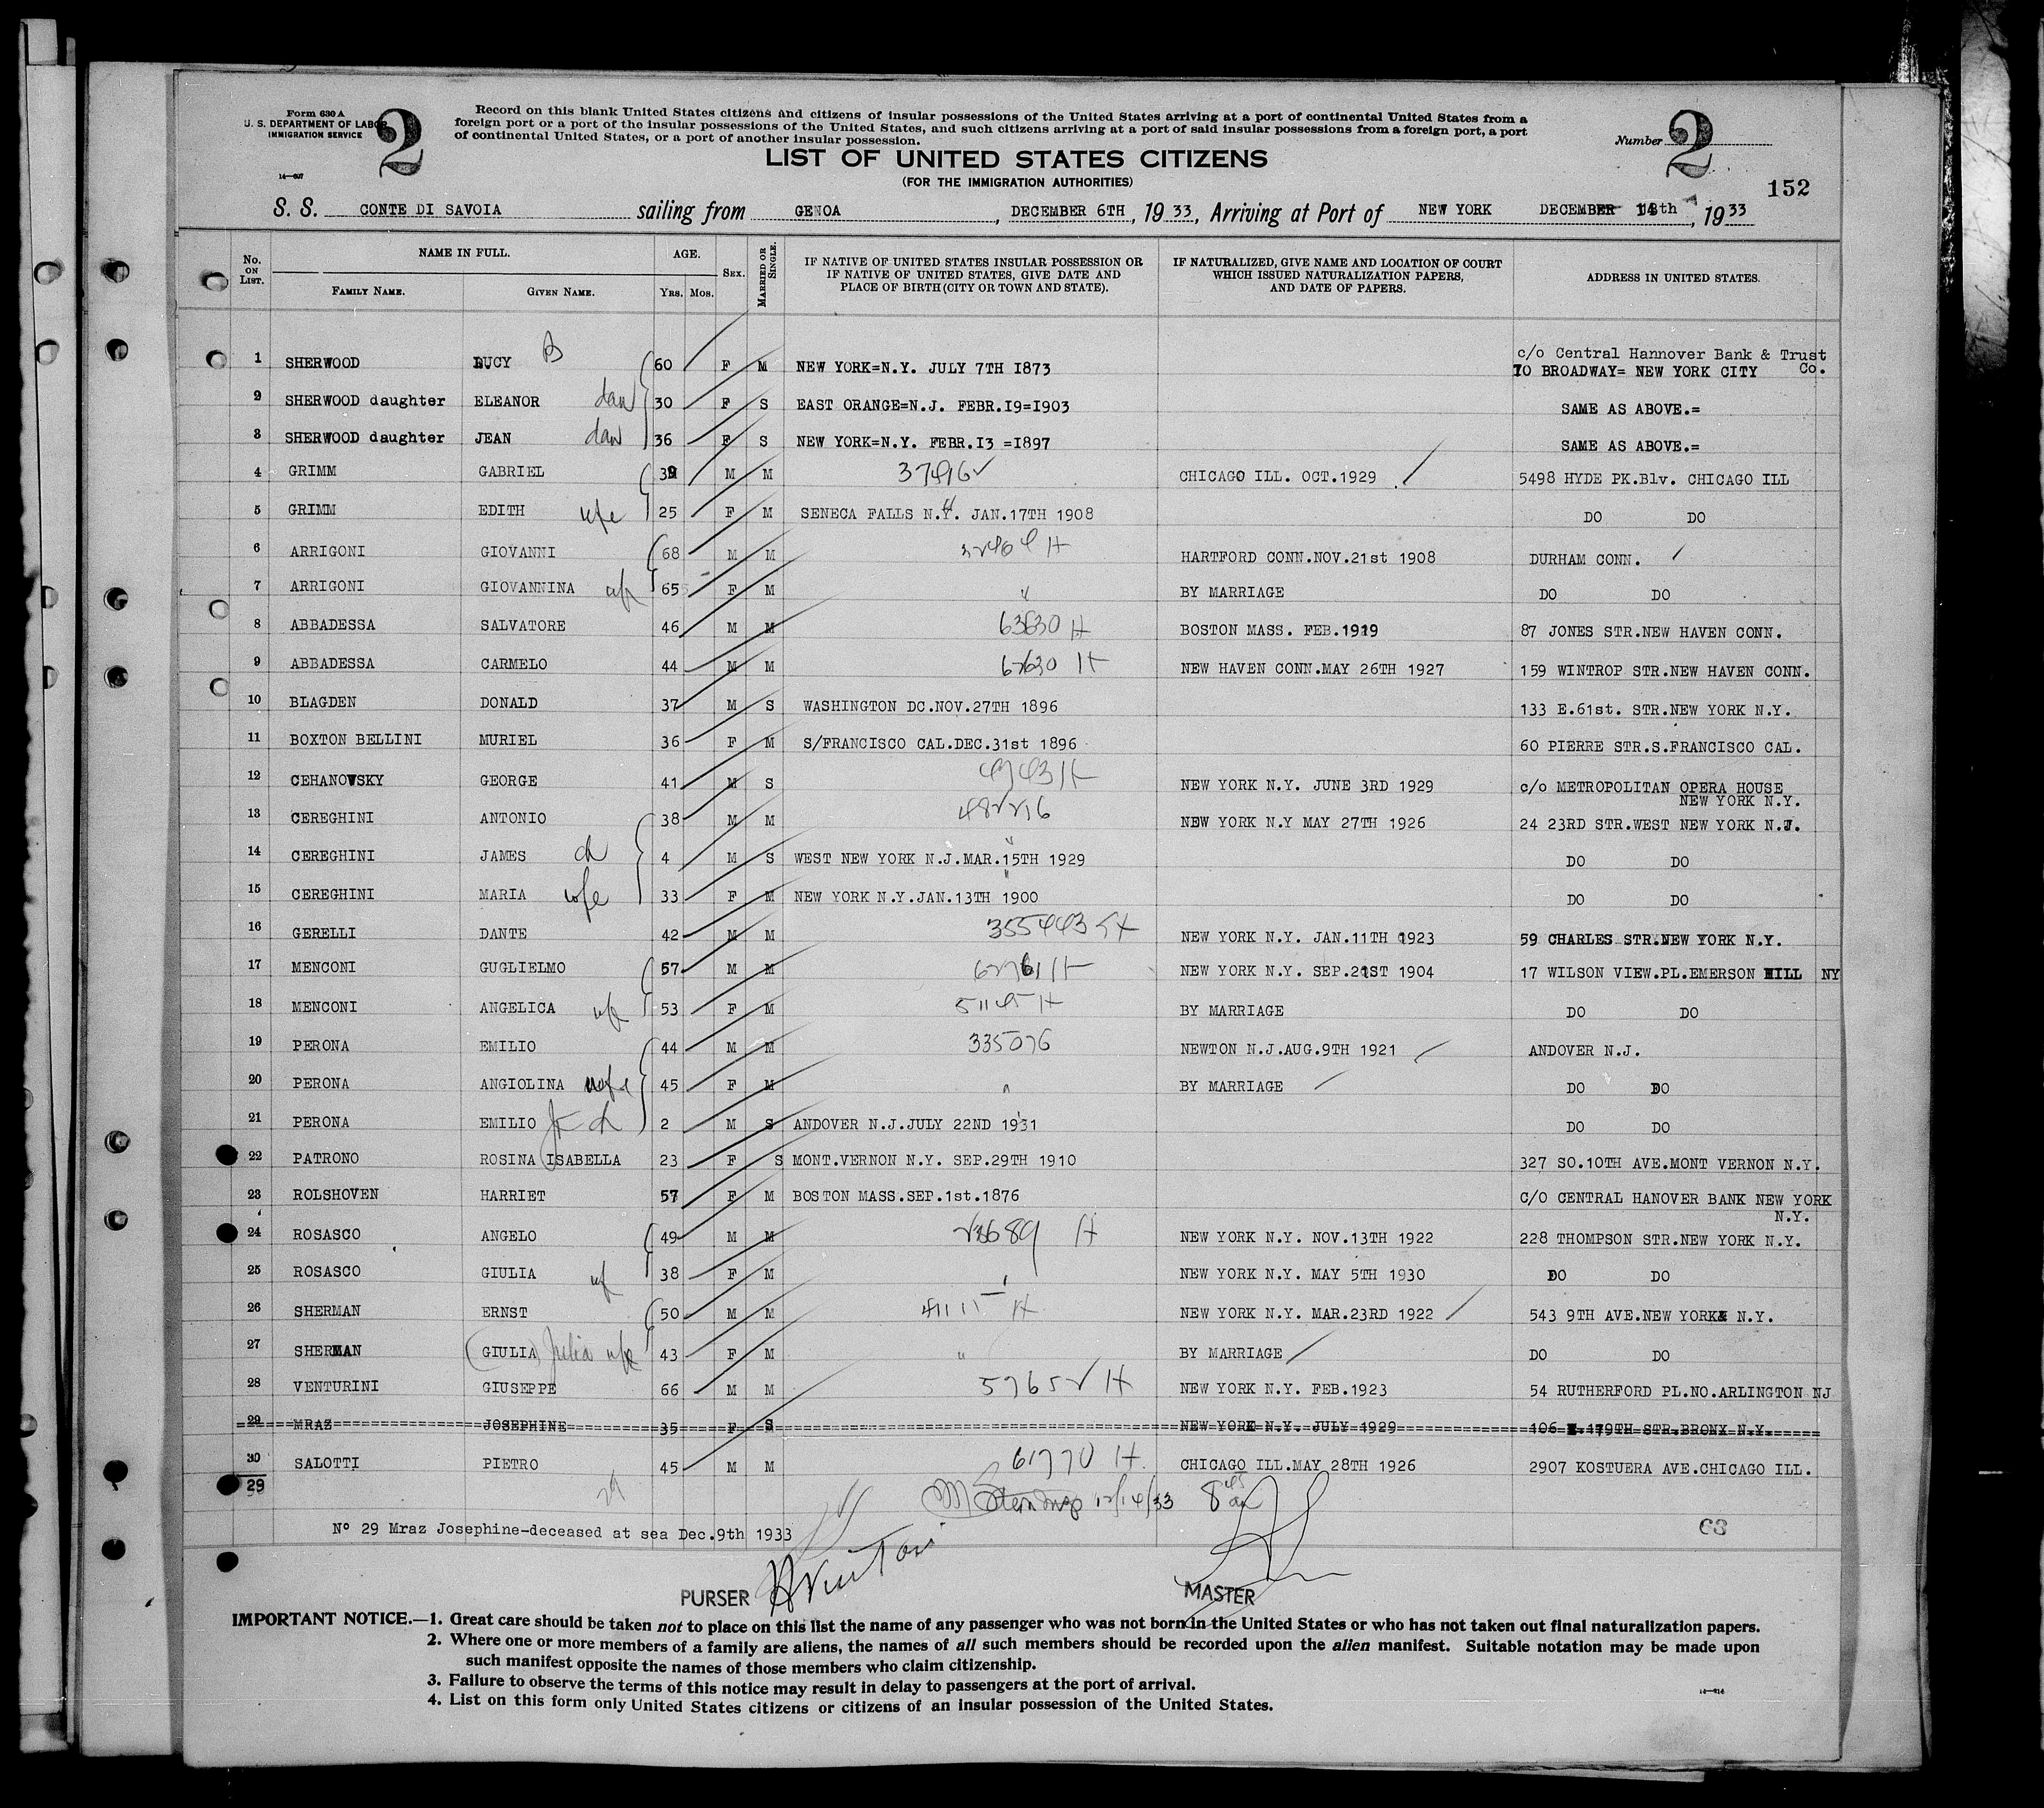 Form 630 A
U. S. DEPARTMENT OF LABOR
IMMIGRATION SERVICE
2
Record on this blank United States citizens and citizens of insular possessions of the United States arriving at a port of continental United States from a
foreign port or a port of the insular possessions of the United States, and such citizens arriving at a port of said insular possessions from a foreign port, a port
of continental United States, or a port of another insular possession.
Number 2
LIST OF UNITED STATES CITIZENS
(FOR THE IMMIGRATION AUTHORITIES)
152
S. S. CONTE DI SAVOIA sailing from GENOA, DECEMBER 6TH, 19 33, Arriving at Port of NEW YORK DECEMBER th, 19 33
No. ON LIST. NAME IN FULL. FAMILY NAME. GIVEN NAME. AGE. YRS. MOS. SEX. MARRIED OR SINGLE. IF NATIVE OF UNITED STATES INSULAR POSSESSION OR IF NATIVE OF UNITED STATES, GIVE DATE AND PLACE OF BIRTH (CITY OR TOWN AND STATE). IF NATURALIZED, GIVE NAME AND LOCATION OF COURT WHICH ISSUED NATURALIZATION PAPERS, AND DATE OF PAPERS. ADDRESS IN UNITED STATES.
1 SHERWOOD LUCY B 60 F M NEW YORK=N.Y. JULY 7TH I873 c/o Central Hannover Bank & Trust Co.
70 BROADWAY= NEW YORK CITY
2 SHERWOOD daughter ELEANOR dau 30 F S EAST ORANGE=N.J. FEBR.I9=I903 SAME AS ABOVE.=
3 SHERWOOD daughter JEAN dau 36 F S NEW YORK=N.Y. FEBR.I3 =I897 SAME AS ABOVE.=
4 GRIMM GABRIEL 39 M M CHICAGO ILL. OCT.1929 5498 HYDE PK.Blv. CHICAGO ILL
5 GRIMM EDITH wfe 25 F M SENECA FALLS N.Y. JAN.17TH 1908 DO DO
6 ARRIGONI GIOVANNI 68 M M HARTFORD CONN.NOV.21st 1908 DURHAM CONN.
7 ARRIGONI GIOVANNINA 65 F M " BY MARRIAGE DO DO
8 ABBADESSA SALVATORE 46 M M 63630 H BOSTON MASS. FEB.1919 87 JONES STR.NEW HAVEN CONN.
9 ABBADESSA CARMELO 44 M M NEW HAVEN CONN.MAY 26TH 1927 159 WINTROP STR.NEW HAVEN CONN.
10 BLAGDEN DONALD 37 M S WASHINGTON DC.NOV.27TH 1896 133 E.61st. STR.NEW YORK N.Y.
11 BOXTON BELLINI MURIEL 36 F M S/FRANCISCO CAL.DEC.31st 1896 60 PIERRE STR.S.FRANCISCO CAL.
12 CEHANOVSKY GEORGE 41 M S NEW YORK N.Y. JUNE 3RD 1929 c/o METROPOLITAN OPERA HOUSE
NEW YORK N.Y.
13 CEREGHINI ANTONIO 38 M M NEW YORK N.Y MAY 27TH 1926 24 23RD STR.WEST NEW YORK N.J.
14 CEREGHINI JAMES ch 4 M S WEST NEW YORK N.J.MAR.15TH 1929 DO DO
15 CEREGHINI MARIA wfe 33 F M NEW YORK N.Y.JAN.13TH 1900 DO DO
16 GERELLI DANTE 42 M M NEW YORK N.Y. JAN.11TH 1923 59 CHARLES STR.NEW YORK N.Y.
17 MENCONI GUGLIELMO 57 M M NEW YORK N.Y. SEP.21ST 1904 17 WILSON VIEW.PL.EMERSON HILL NY
18 MENCONI ANGELICA 53 F M BY MARRIAGE DO DO
19 PERONA EMILIO 44 M M 335076 NEWTON N.J.AUG.9TH 1921 ANDOVER N.J.
20 PERONA ANGIOLINA wife 45 F M " BY MARRIAGE DO DO
21 PERONA EMILIO Jr ch 2 M S ANDOVER N.J.JULY 22ND 1931 DO DO
22 PATRONO ROSINA ISABELLA 23 F S MONT.VERNON N.Y. SEP.29TH 1910 327 SO.10TH AVE.MONT VERNON N.Y.
23 ROLSHOVEN HARRIET 57 F M BOSTON MASS.SEP.1st.1876 C/O CENTRAL HANOVER BANK NEW YORK
N.Y.
24 ROSASCO ANGELO 49 M M NEW YORK N.Y. NOV.13TH 1922 228 THOMPSON STR.NEW YORK N.Y.
25 ROSASCO GIULIA 38 F M NEW YORK N.Y. MAY 5TH 1930 DO DO
26 SHERMAN ERNST 50 M M 41115 H NEW YORK N.Y. MAR.23RD 1922 543 9TH AVE.NEW YORK N.Y.
27 SHERMAN (GIULIA) Julia wfe 43 F M " BY MARRIAGE DO DO
28 VENTURINI GIUSEPPE 66 M M NEW YORK N.Y. FEB.1923 54 RUTHERFORD PL.NO.ARLINGTON NJ
29 MRAZ JOSEPHINE 35 F S NEW YORK N.Y. JULY 1929 106 E.179TH STR.BRONX N.Y.
30 SALOTTI PIETRO 45 M M 61770 H CHICAGO ILL.MAY 28TH 1926 2907 KOSTUERA AVE.CHICAGO ILL.
29
12/14/33 8 45 am
Nº 29 Mraz Josephine-deceased at sea Dec.9th 1933
63
PURSER MASTER
IMPORTANT NOTICE.—1. Great care should be taken not to place on this list the name of any passenger who was not born in the United States or who has not taken out final naturalization papers.
2. Where one or more members of a family are aliens, the names of all such members should be recorded upon the alien manifest. Suitable notation may be made upon
such manifest opposite the names of those members who claim citizenship.
3. Failure to observe the terms of this notice may result in delay to passengers at the port of arrival.
4. List on this form only United States citizens or citizens of an insular possession of the United States.